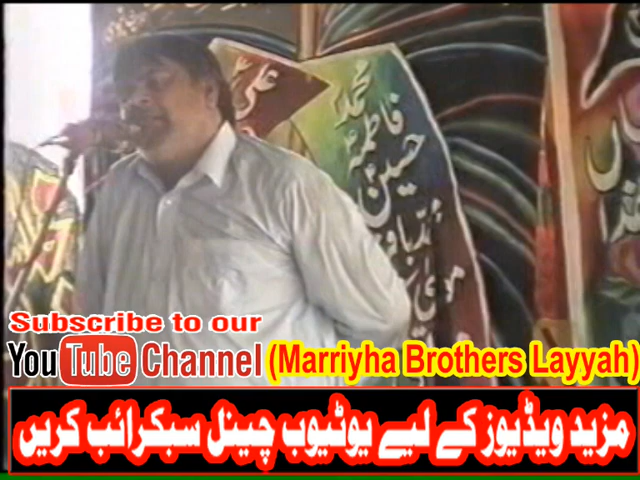 علی
محمد
فاطمہ
حسین
Subscribe to our
YouTube Channel (Marriyha Brothers Layyah)
مزید ویڈیوز کے لیے یوٹیوب چینل سبکرائب کریں